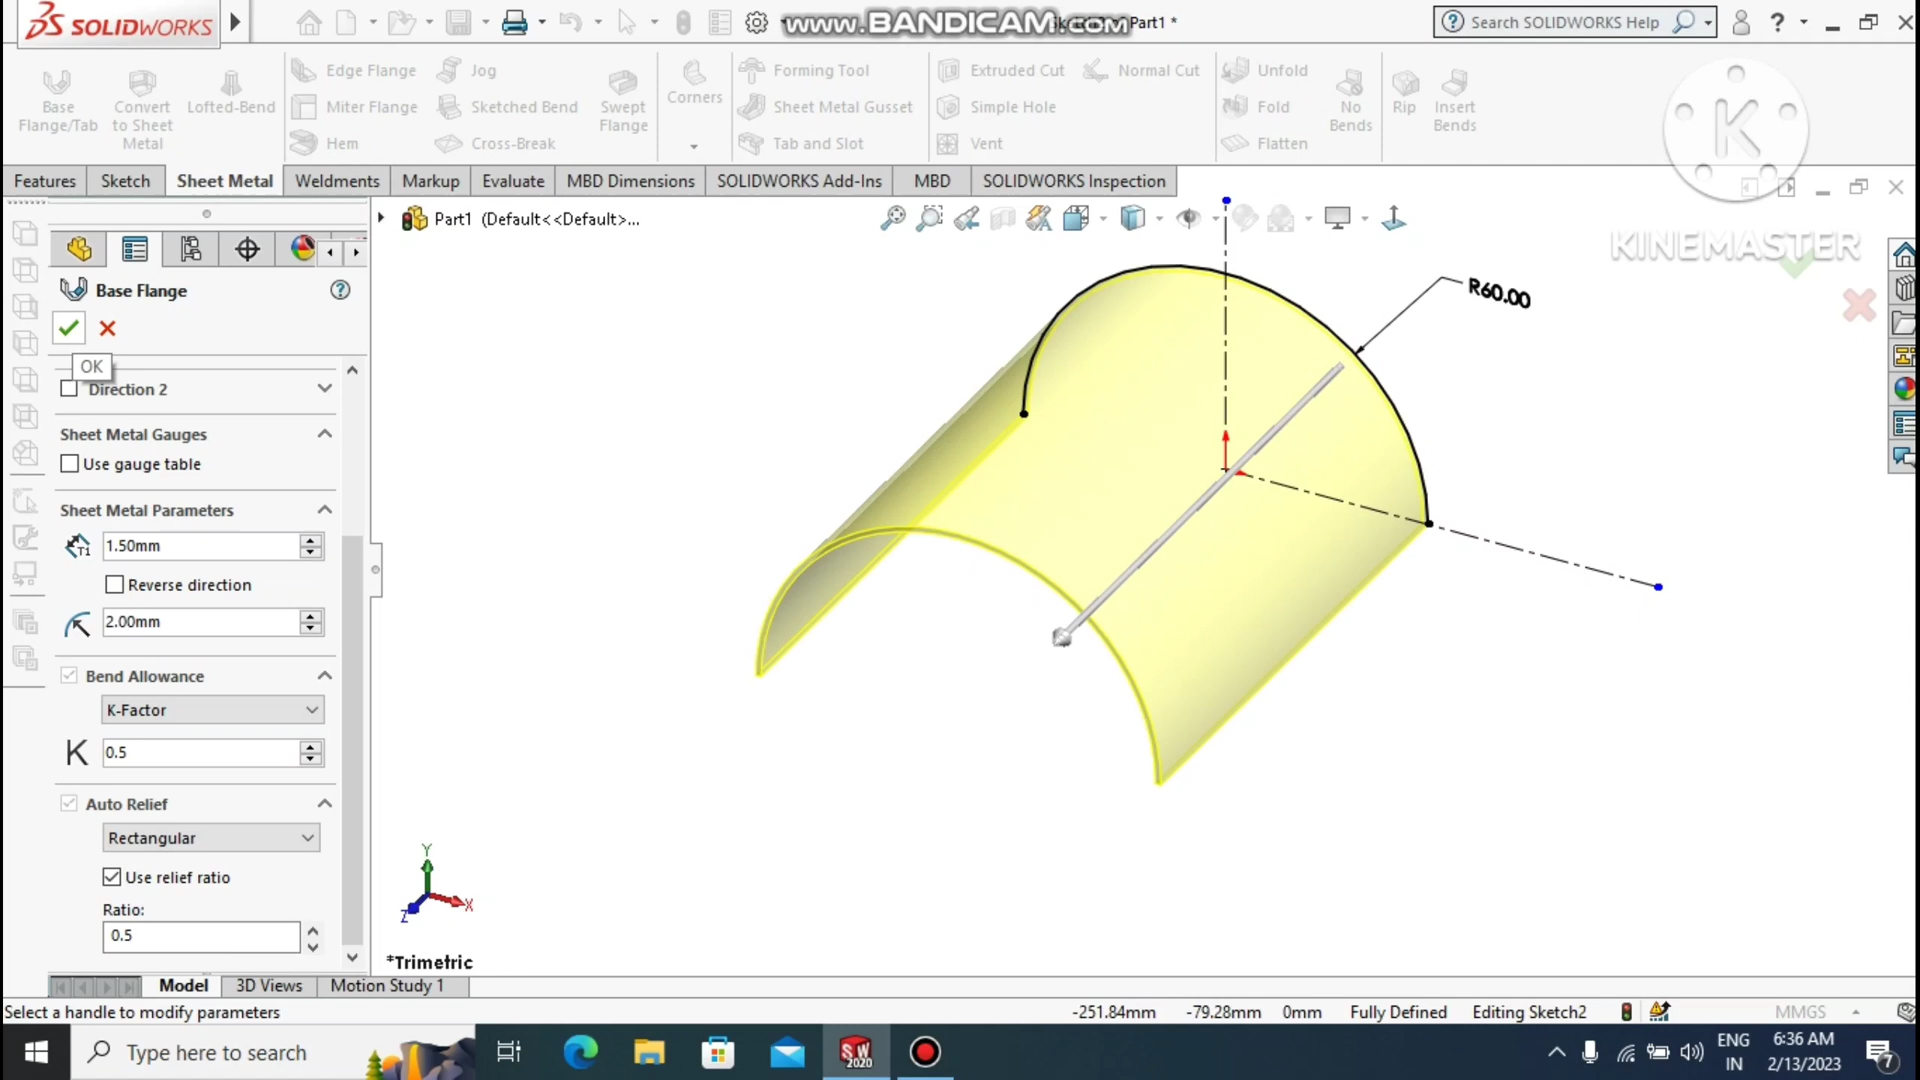 SOLIDWORKS
www.BANDICAM.com
Part1 *
Search SOLIDWORKS Help
?
Base Flange/Tab
Convert to Sheet Metal
Lofted-Bend
Edge Flange
Miter Flange
Hem
Jog
Sketched Bend
Cross-Break
Swept Flange
Corners
Forming Tool
Sheet Metal Gusset
Tab and Slot
Extruded Cut
Simple Hole
Vent
Normal Cut
Unfold
Fold
Flatten
No Bends
Rip
Insert Bends
K
KINEMASTER
Features
Sketch
Sheet Metal
Weldments
Markup
Evaluate
MBD Dimensions
SOLIDWORKS Add-Ins
MBD
SOLIDWORKS Inspection
Part1 (Default<<Default>...
Base Flange
OK
Direction 2
Sheet Metal Gauges
Use gauge table
Sheet Metal Parameters
T1
1.50mm
Reverse direction
2.00mm
Bend Allowance
K-Factor
K
0.5
Auto Relief
Rectangular
Use relief ratio
Ratio:
0.5
R60.00
Y
X
Z
*Trimetric
Model
3D Views
Motion Study 1
Select a handle to modify parameters
-251.84mm
-79.28mm
0mm
Fully Defined
Editing Sketch2
MMGS
Type here to search
SW
2020
ENG
IN
6:36 AM
2/13/2023
7